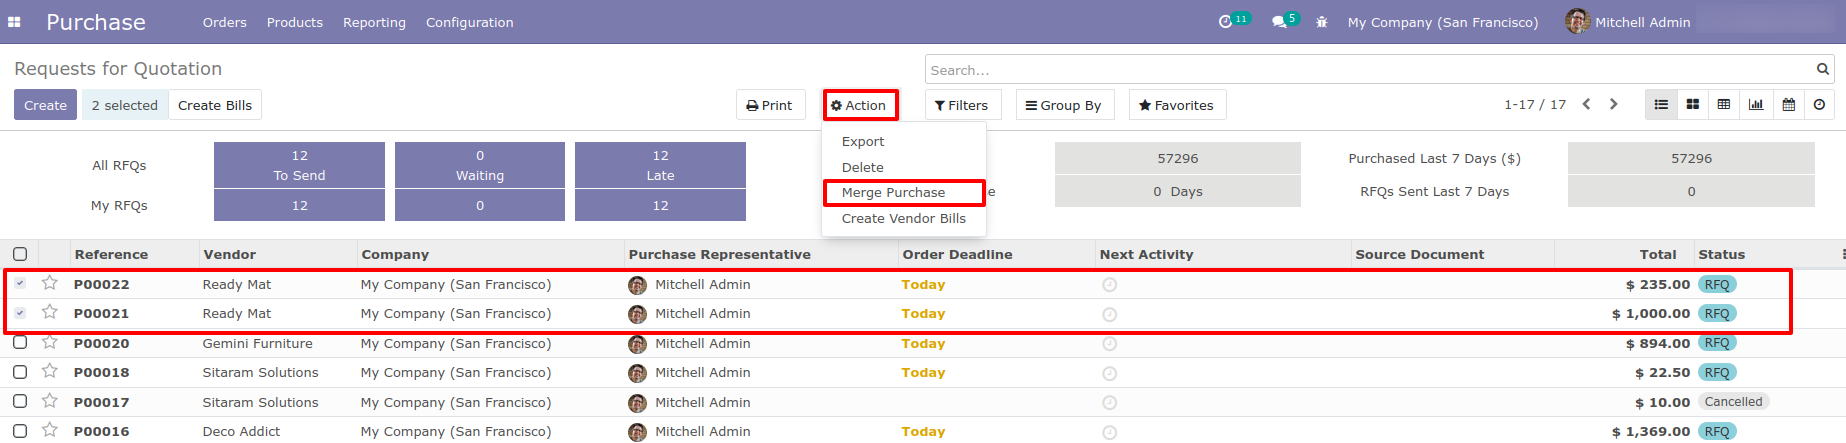 Purchase Orders Products Reporting Configuration 11 5 My Company (San Francisco) Mitchell Admin
Requests for Quotation Search...
Create 2 selected Create Bills Print Action Filters Group By Favorites 1-17 / 17
Export
Delete
Merge Purchase
Create Vendor Bills
All RFQs 12 To Send 0 Waiting 12 Late 57296 Purchased Last 7 Days ($) 57296
My RFQs 12 0 12 0 Days RFQs Sent Last 7 Days 0
Reference Vendor Company Purchase Representative Order Deadline Next Activity Source Document Total Status
P00022 Ready Mat My Company (San Francisco) Mitchell Admin Today $ 235.00 RFQ
P00021 Ready Mat My Company (San Francisco) Mitchell Admin Today $ 1,000.00 RFQ
P00020 Gemini Furniture My Company (San Francisco) Mitchell Admin Today $ 894.00 RFQ
P00018 Sitaram Solutions My Company (San Francisco) Mitchell Admin Today $ 22.50 RFQ
P00017 Sitaram Solutions My Company (San Francisco) Mitchell Admin $ 10.00 Cancelled
P00016 Deco Addict My Company (San Francisco) Mitchell Admin Today $ 1,369.00 RFQ